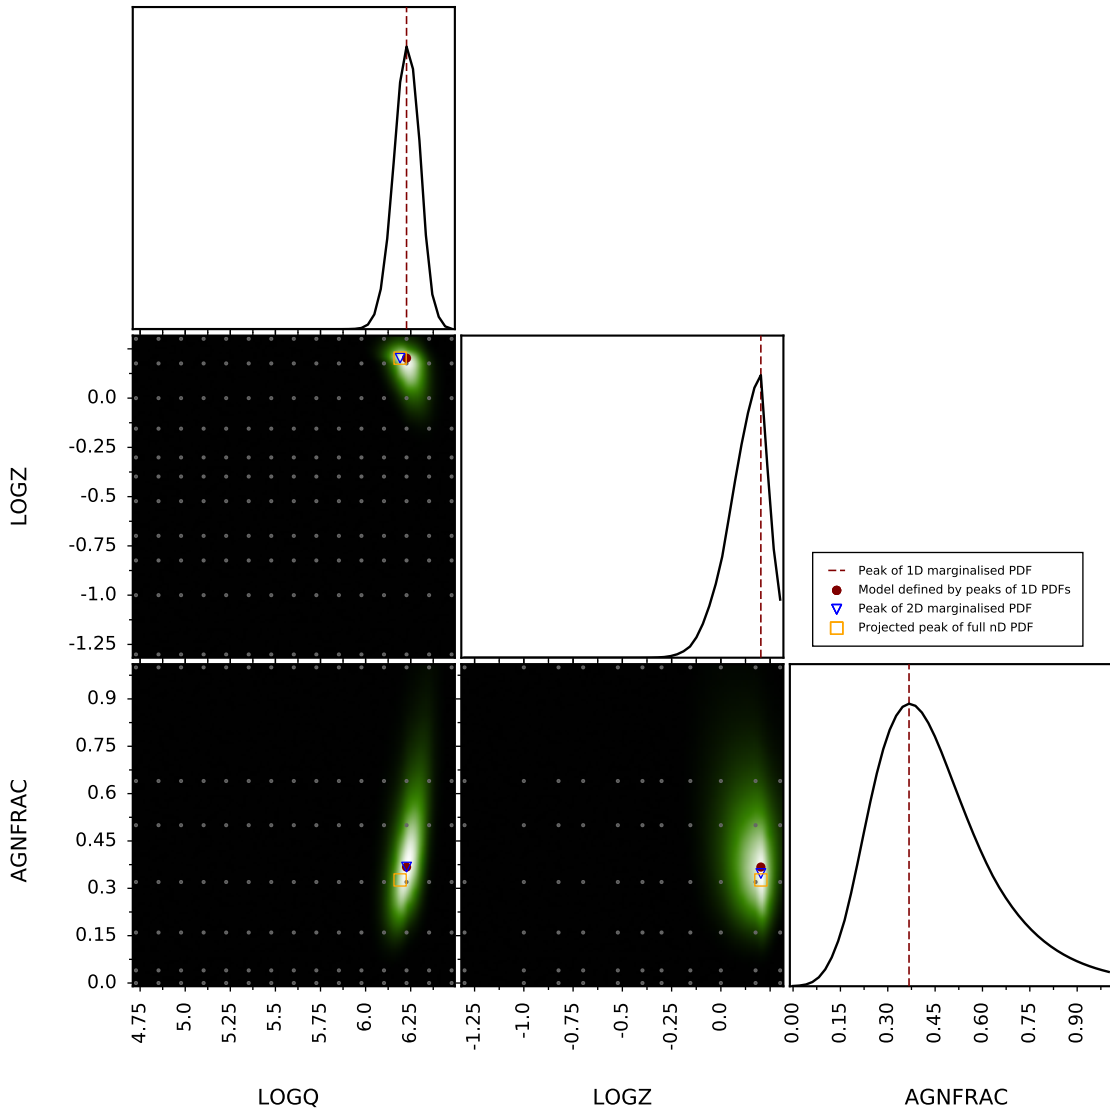 LOGZ
0.0
-0.25
-0.5
-0.75
-1.0
-1.25
Peak of 1D marginalised PDF
Model defined by peaks of 1D PDFs
Peak of 2D marginalised PDF
Projected peak of full nD PDF
AGNFRAC
0.9
0.75
0.6
0.45
0.3
0.15
0.0
4.75 5.0 5.25 5.5 5.75 6.0 6.25 -1.25 -1.0 -0.75 -0.5 -0.25 0.0 0.00 0.15 0.30 0.45 0.60 0.75 0.90
LOGQ LOGZ AGNFRAC